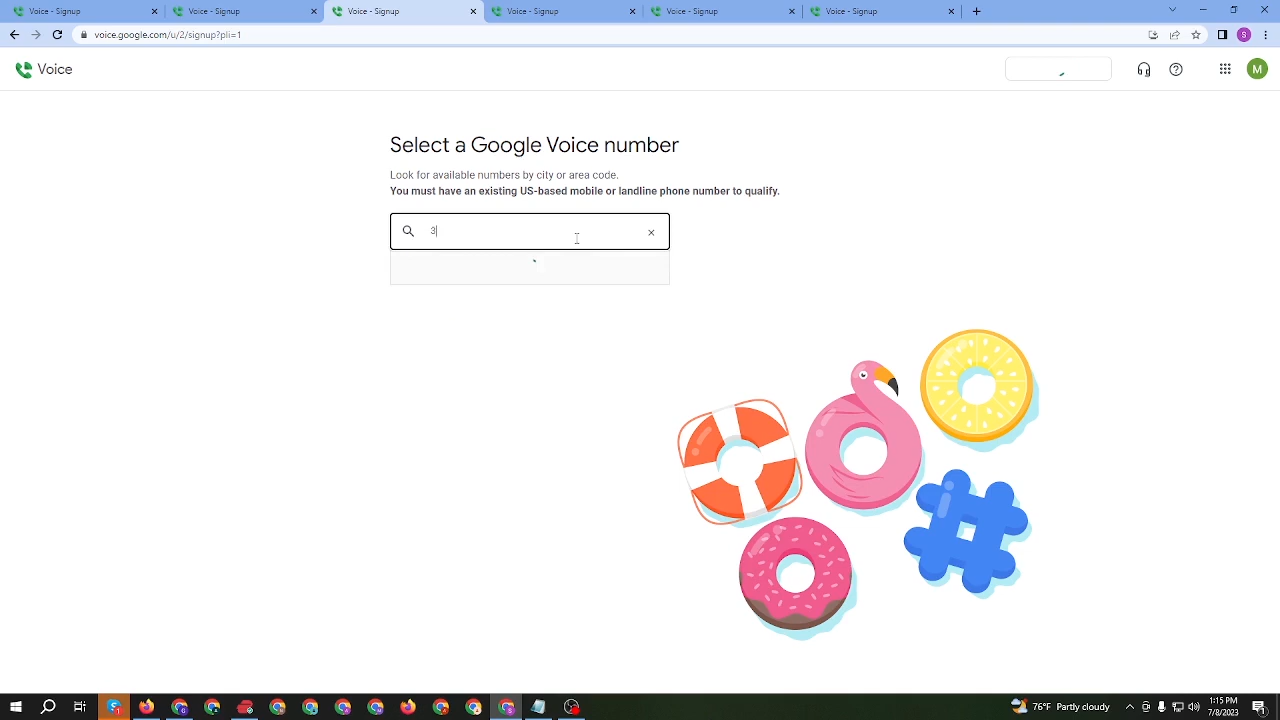 Voice - Signup
Voice - Signup
Voice - Signup
Voice - Signup
Voice - Signup
Voice - Signup
voice.google.com/u/2/signup?pli=1
S
Voice
M
Select a Google Voice number
Look for available numbers by city or area code.
You must have an existing US-based mobile or landline phone number to qualify.
3
76°F Partly cloudy
1:15 PM
7/8/2023